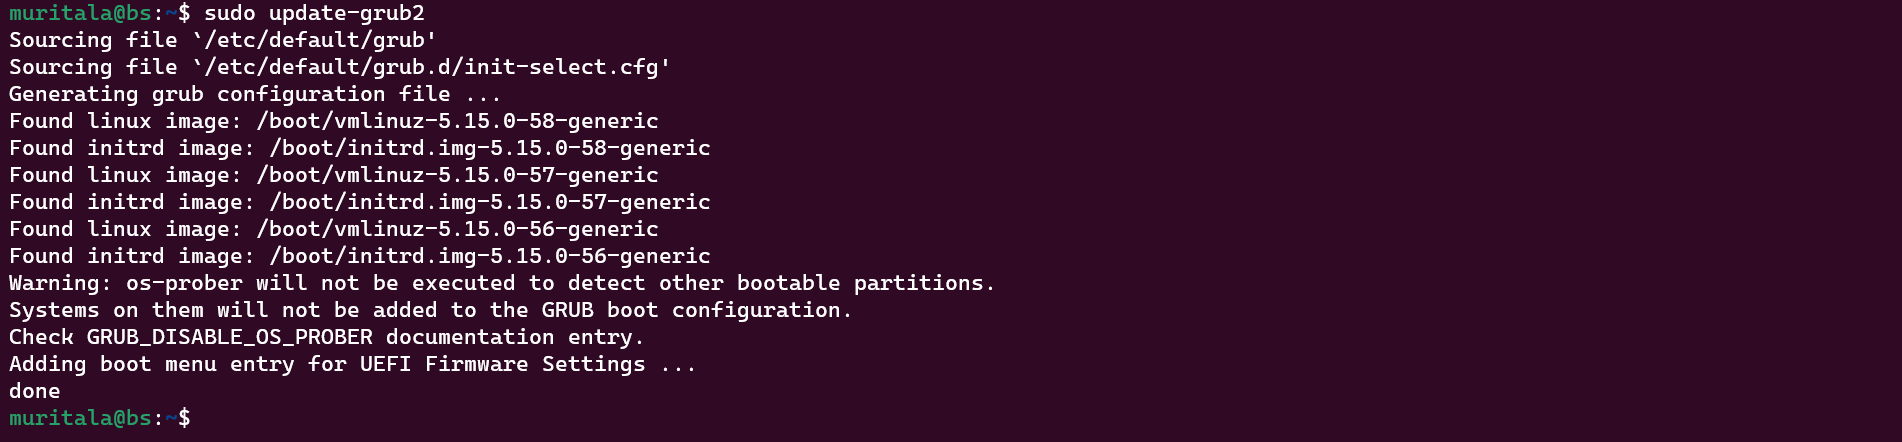 muritala@bs:~$ sudo update-grub2
Sourcing file `/etc/default/grub'
Sourcing file `/etc/default/grub.d/init-select.cfg'
Generating grub configuration file ...
Found linux image: /boot/vmlinuz-5.15.0-58-generic
Found initrd image: /boot/initrd.img-5.15.0-58-generic
Found linux image: /boot/vmlinuz-5.15.0-57-generic
Found initrd image: /boot/initrd.img-5.15.0-57-generic
Found linux image: /boot/vmlinuz-5.15.0-56-generic
Found initrd image: /boot/initrd.img-5.15.0-56-generic
Warning: os-prober will not be executed to detect other bootable partitions.
Systems on them will not be added to the GRUB boot configuration.
Check GRUB_DISABLE_OS_PROBER documentation entry.
Adding boot menu entry for UEFI Firmware Settings ...
done
muritala@bs:~$